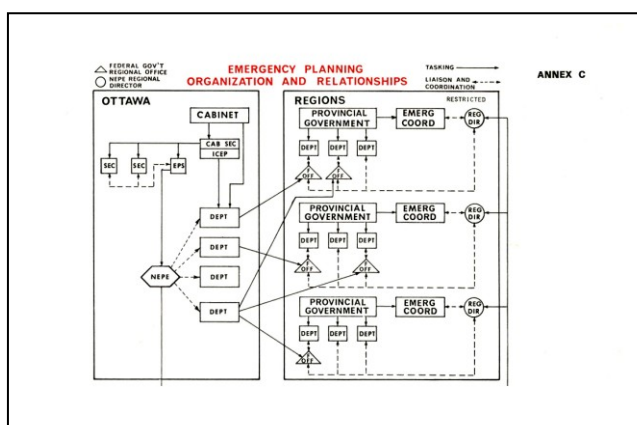 FEDERAL GOV'T
REGIONAL OFFICE
NEPE REGIONAL
DIRECTOR
EMERGENCY PLANNING
ORGANIZATION AND RELATIONSHIPS
TASKING
LIAISON AND
COORDINATION
ANNEX C
OTTAWA
CABINET
CAB SEC
ICEP
SEC
SEC
EPS
DEPT
DEPT
DEPT
DEPT
NEPE
REGIONS
RESTRICTED
PROVINCIAL
GOVERNMENT
EMERG
COORD
REG
DIR
DEPT
DEPT
DEPT
OFF
OFF
PROVINCIAL
GOVERNMENT
EMERG
COORD
REG
DIR
DEPT
DEPT
DEPT
OFF
OFF
PROVINCIAL
GOVERNMENT
EMERG
COORD
REG
DIR
DEPT
DEPT
DEPT
OFF